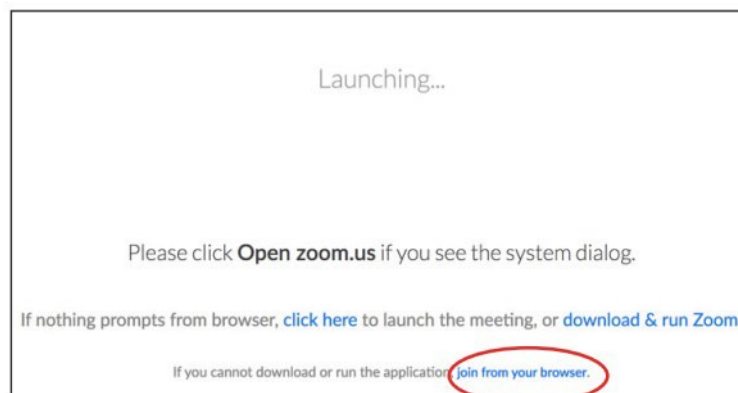 Launching...
Please click Open zoom.us if you see the system dialog.
If nothing prompts from browser, click here to launch the meeting, or download & run Zoom
If you cannot download or run the application, join from your browser.